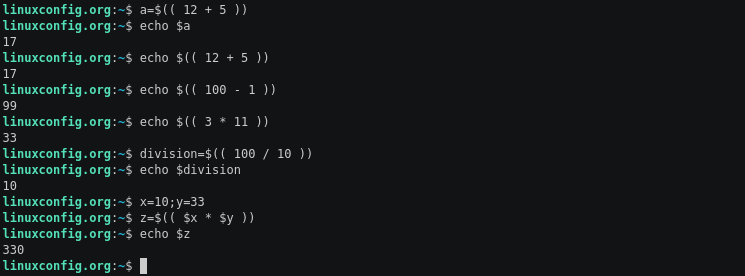 linuxconfig.org:~$ a=$(( 12 + 5 ))
linuxconfig.org:~$ echo $a
17
linuxconfig.org:~$ echo $(( 12 + 5 ))
17
linuxconfig.org:~$ echo $(( 100 - 1 ))
99
linuxconfig.org:~$ echo $(( 3 * 11 ))
33
linuxconfig.org:~$ division=$(( 100 / 10 ))
linuxconfig.org:~$ echo $division
10
linuxconfig.org:~$ x=10;y=33
linuxconfig.org:~$ z=$(( $x * $y ))
linuxconfig.org:~$ echo $z
330
linuxconfig.org:~$